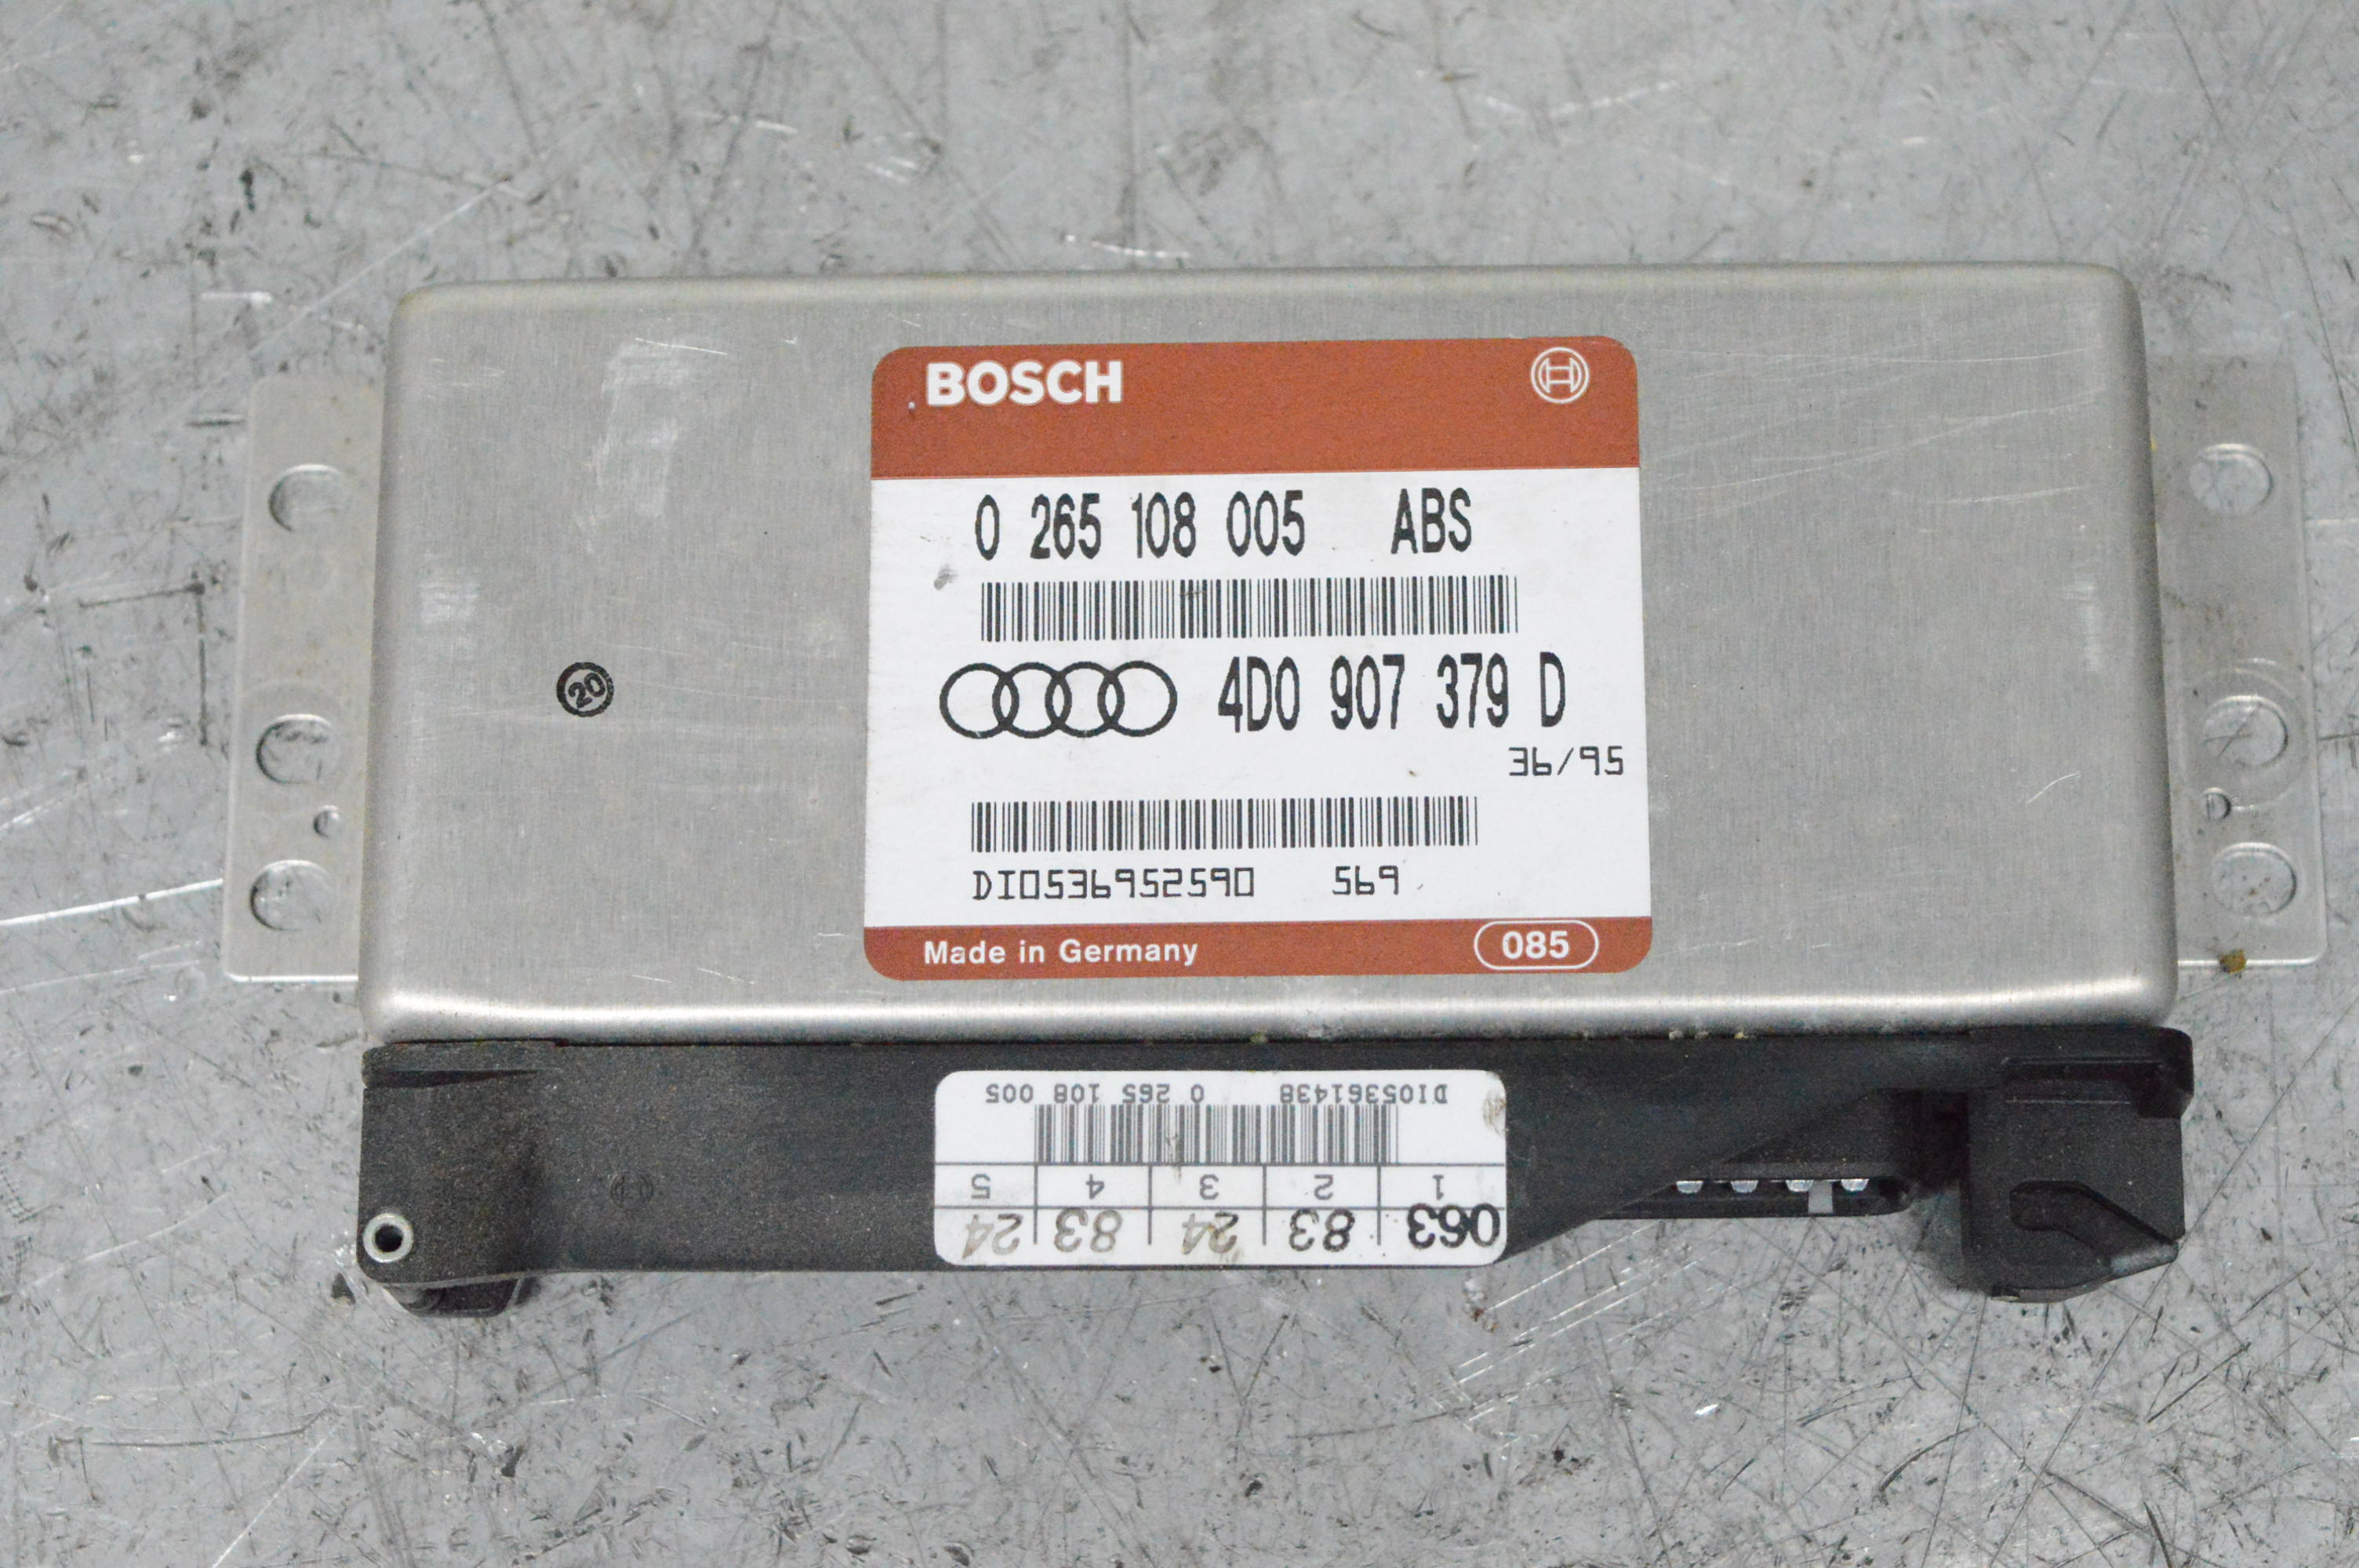 BOSCH
0 265 108 005 ABS
4D0 907 379 D
36/95
20
DI0536952590 569
Made in Germany 085
DI05361438 0 265 108 005
1 2 3 4 5
063 83 24 83 24